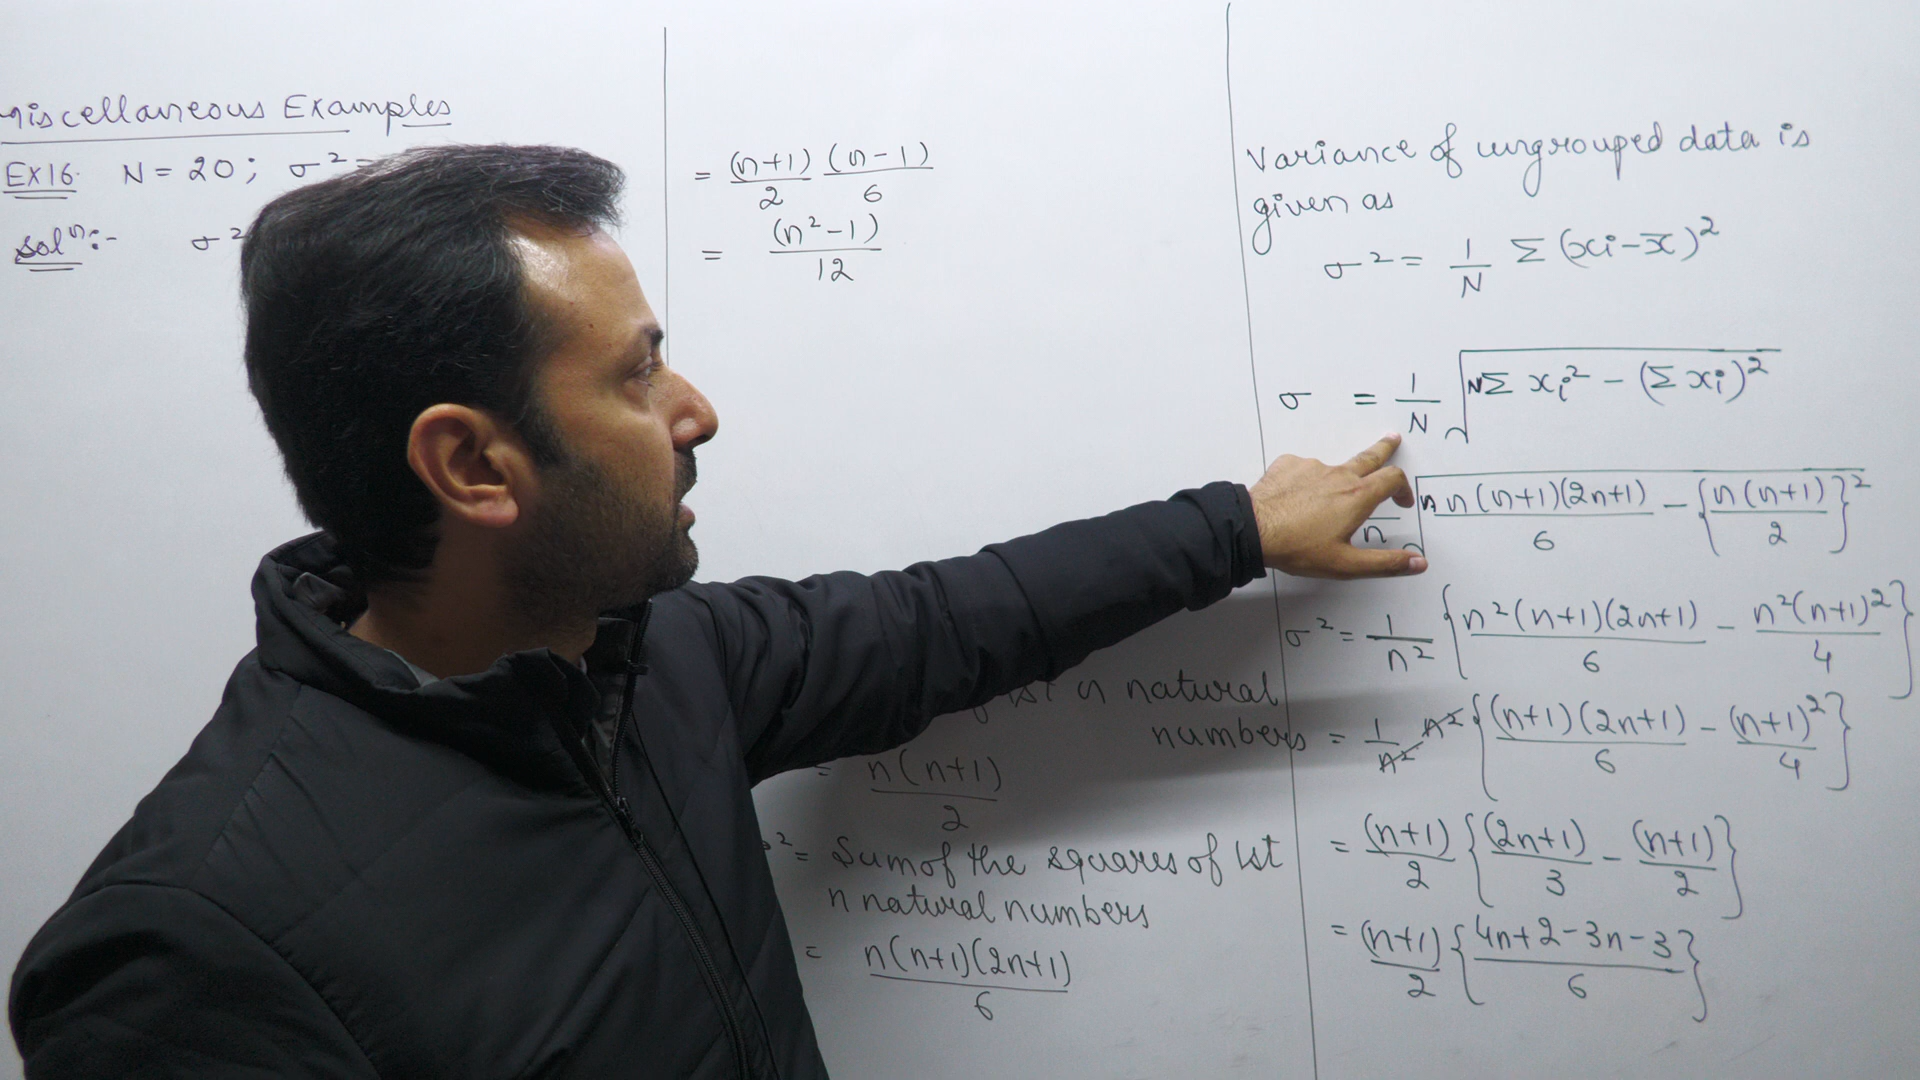 Miscellaneous Examples
EX16. N = 20; σ² =
Solⁿ:- σ²
= (n+1)/2 (n-1)/6
= (n²-1)/12
1st n natural
numbers
= n(n+1)/2
² = Sum of the squares of 1st
n natural numbers
= n(n+1)(2n+1)/6
Variance of ungrouped data is
given as
σ² = 1/N Σ(xi-x̄)²
σ = 1/N √(NΣxi² - (Σxi)²)
/n √(n n(n+1)(2n+1)/6 - {n(n+1)/2}²)
σ² = 1/n² {n²(n+1)(2n+1)/6 - n²(n+1)²/4}
= 1/n² n² {(n+1)(2n+1)/6 - (n+1)²/4}
= (n+1)/2 {(2n+1)/3 - (n+1)/2}
= (n+1)/2 {4n+2-3n-3/6}